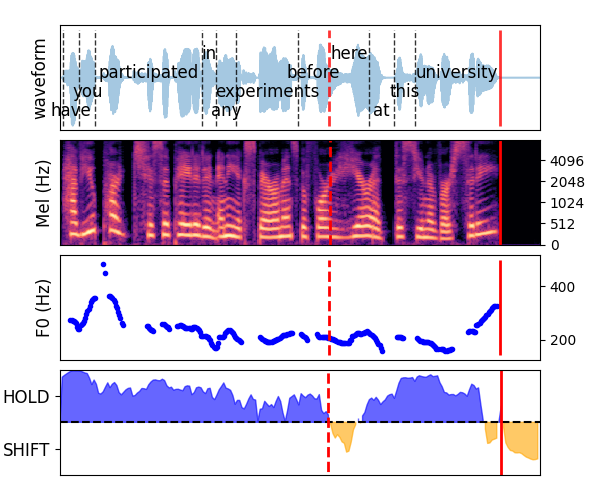 waveform
in
here
participated
before
university
you
experiments
this
have
any
at
Mel (Hz)
4096
2048
1024
512
0
F0 (Hz)
400
200
HOLD
SHIFT